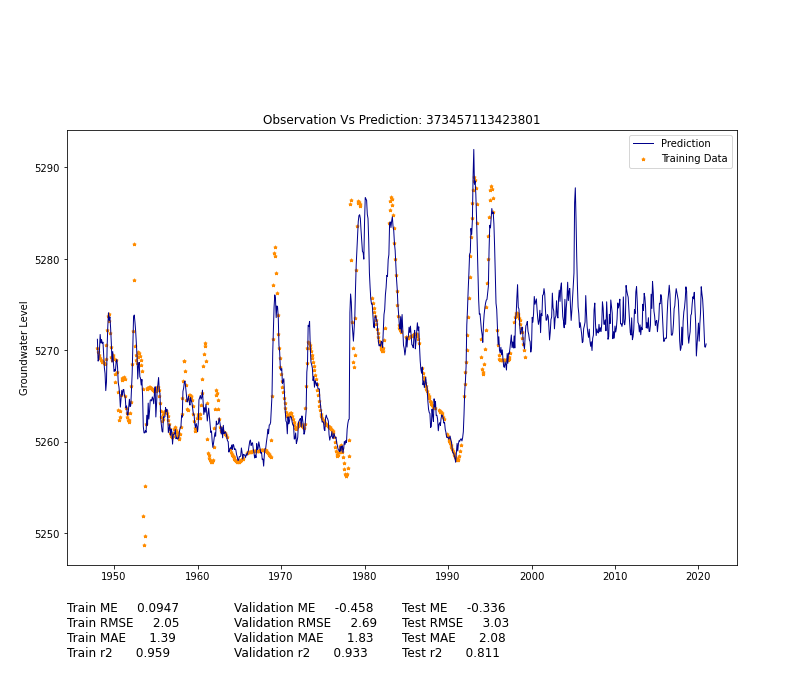 Observation Vs Prediction: 373457113423801
Prediction
Training Data
5290
5280
5270
5260
5250
Groundwater Level
1950 1960 1970 1980 1990 2000 2010 2020
Train ME 0.0947 Validation ME -0.458 Test ME -0.336
Train RMSE 2.05 Validation RMSE 2.69 Test RMSE 3.03
Train MAE 1.39 Validation MAE 1.83 Test MAE 2.08
Train r2 0.959 Validation r2 0.933 Test r2 0.811